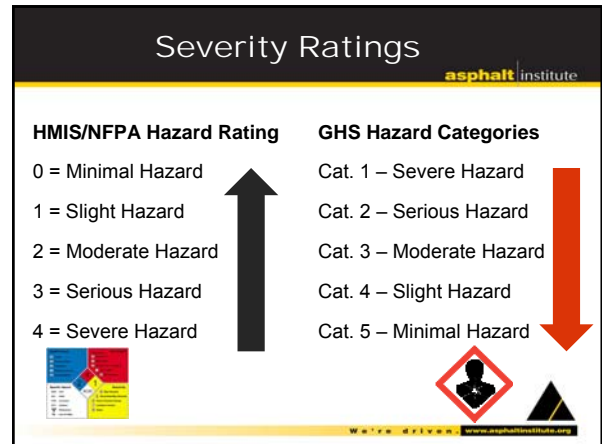 Severity Ratings
asphalt institute
HMIS/NFPA Hazard Rating
0 = Minimal Hazard
1 = Slight Hazard
2 = Moderate Hazard
3 = Serious Hazard
4 = Severe Hazard
GHS Hazard Categories
Cat. 1 – Severe Hazard
Cat. 2 – Serious Hazard
Cat. 3 – Moderate Hazard
Cat. 4 – Slight Hazard
Cat. 5 – Minimal Hazard
We're driven. www.asphaltinstitute.org